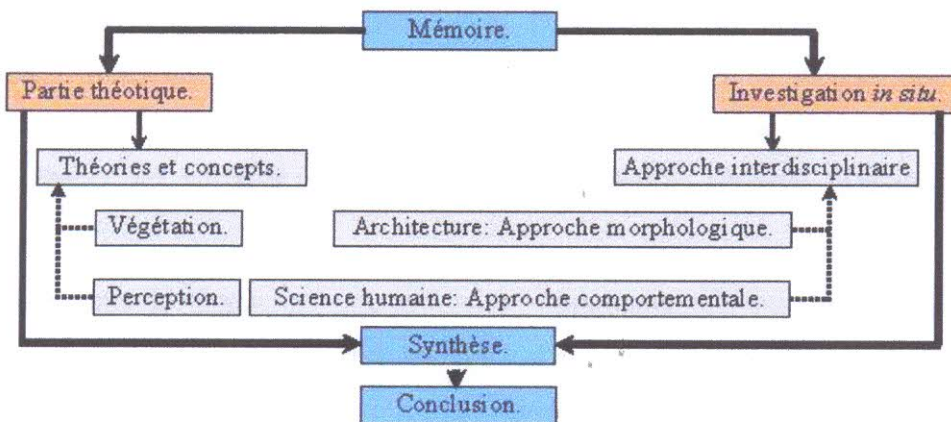 Mémoire.
Partie théotique.
Investigation in situ.
Théories et concepts.
Approche interdisciplinaire
Végétation.
Architecture: Approche morphologique.
Perception.
Science humaine: Approche comportementale.
Synthèse.
Conclusion.